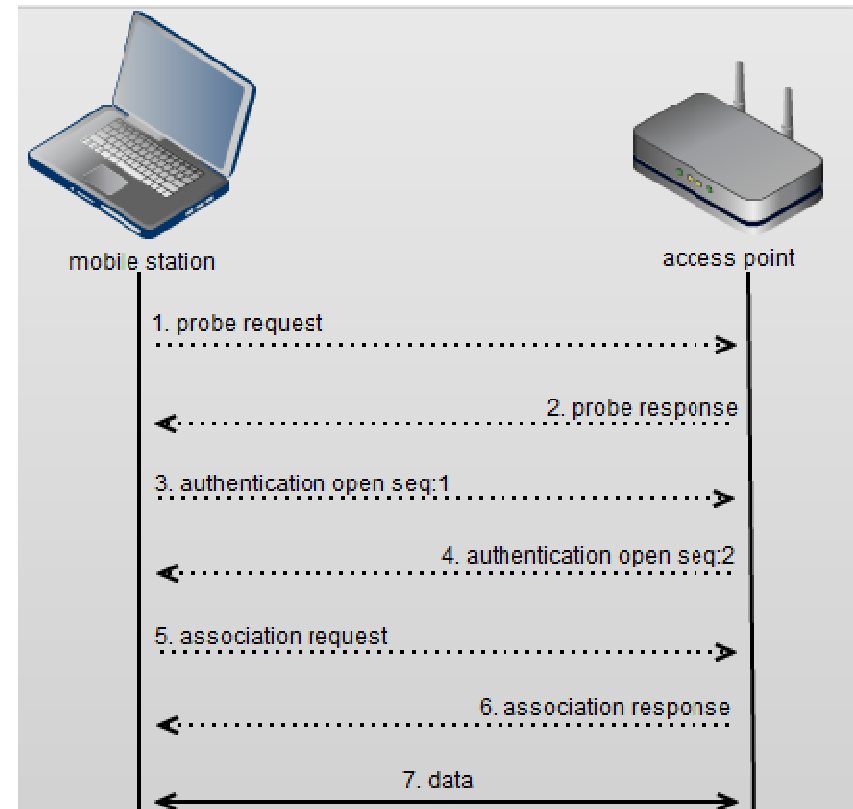 mobile station
access point
1. probe request
2. probe response
3. authentication open seq:1
4. authentication open seq:2
5. association request
6. association response
7. data